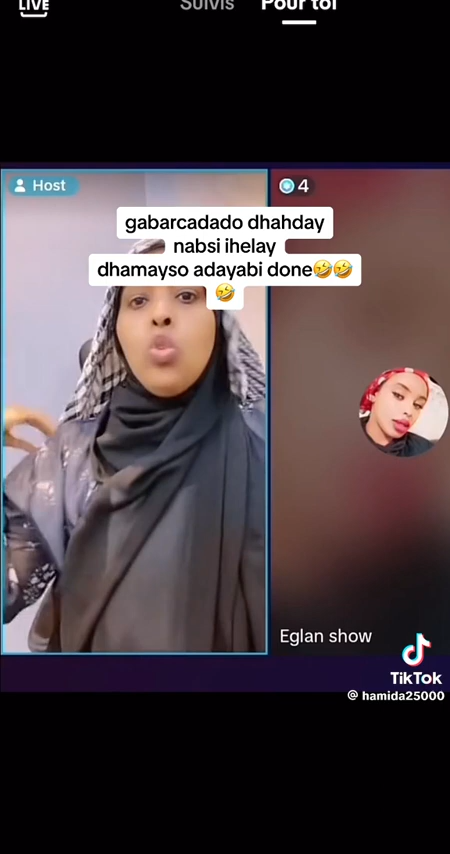 LIVE
Suivis Pour toi
Host
4
gabarcadado dhahday
nabsi ihelay
dhamayso adayabi done🤣🤣
🤣
Eglan show
TikTok
@ hamida25000